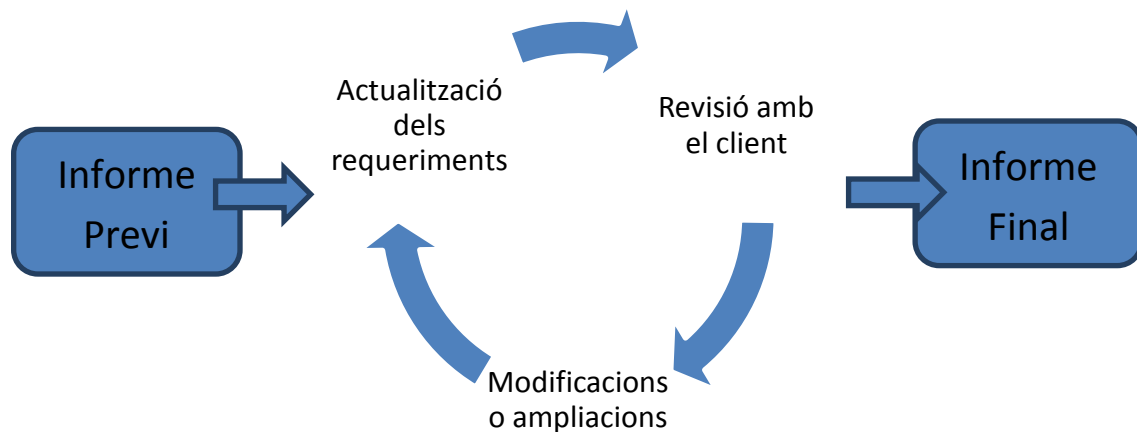 Informe
Previ
Actualització
dels
requeriments
Revisió amb
el client
Modificacions
o ampliacions
Informe
Final